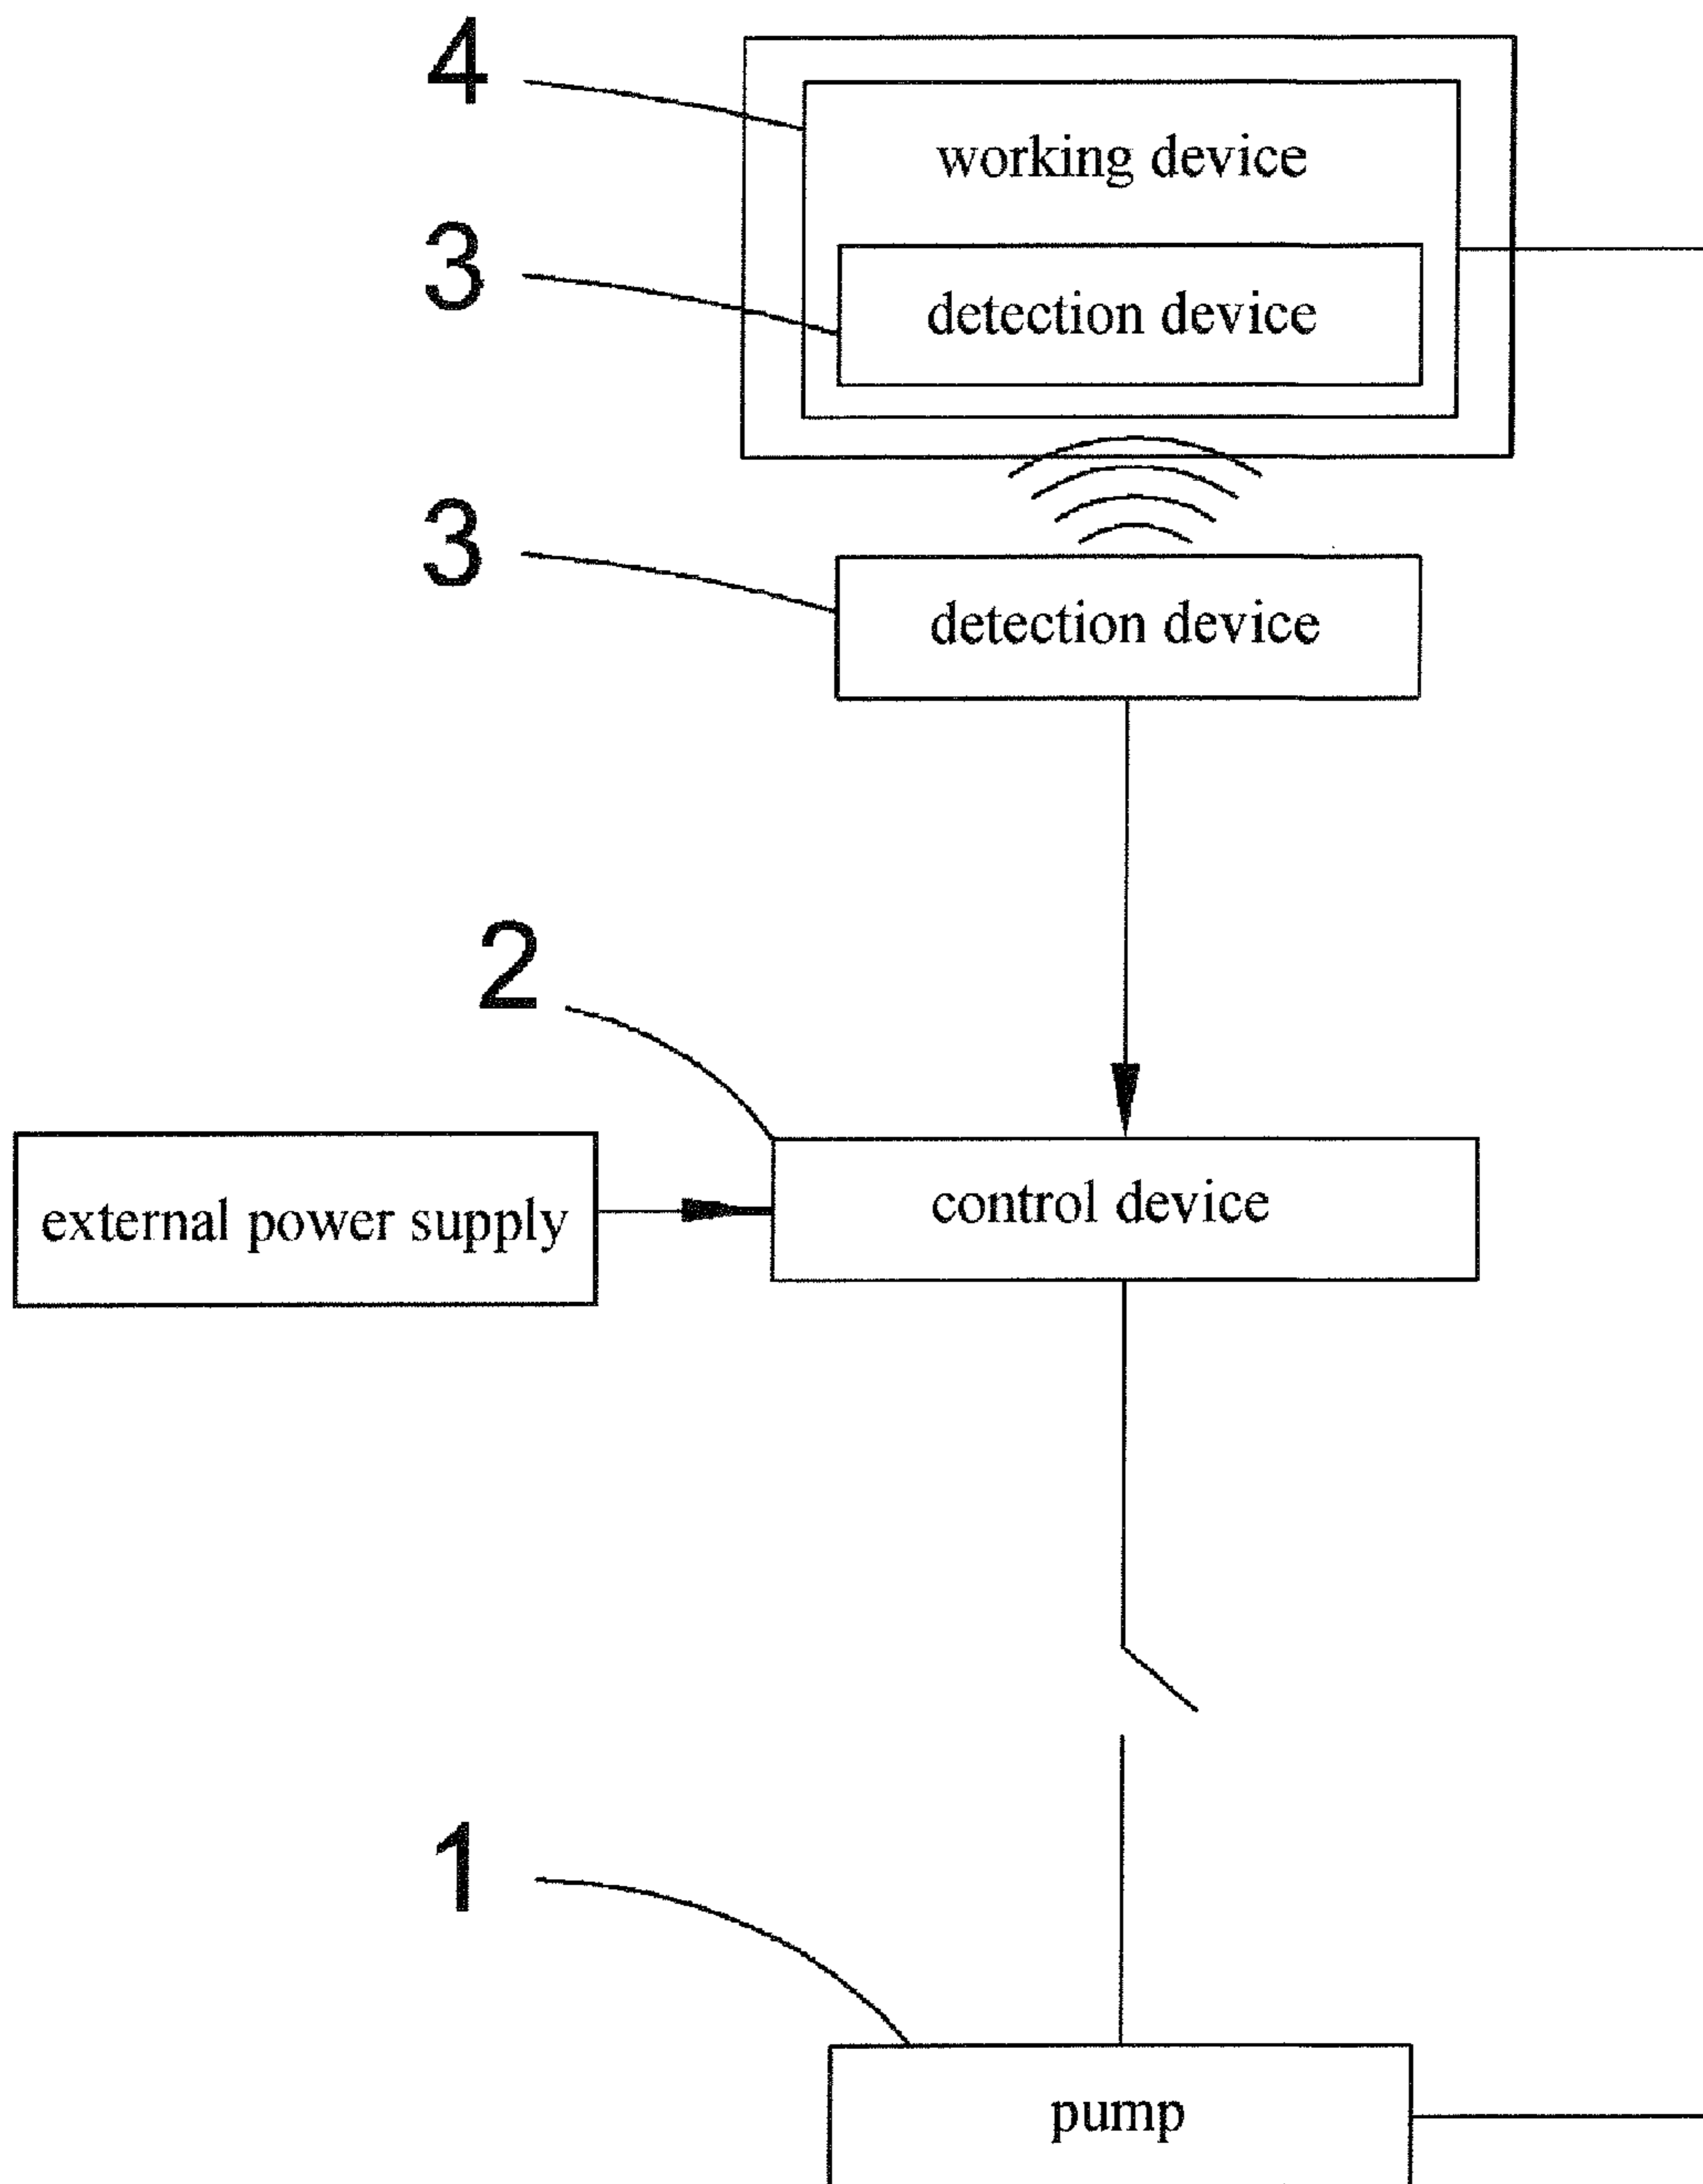 4
working device
3
detection device
3
detection device
2
external power supply
control device
1
pump